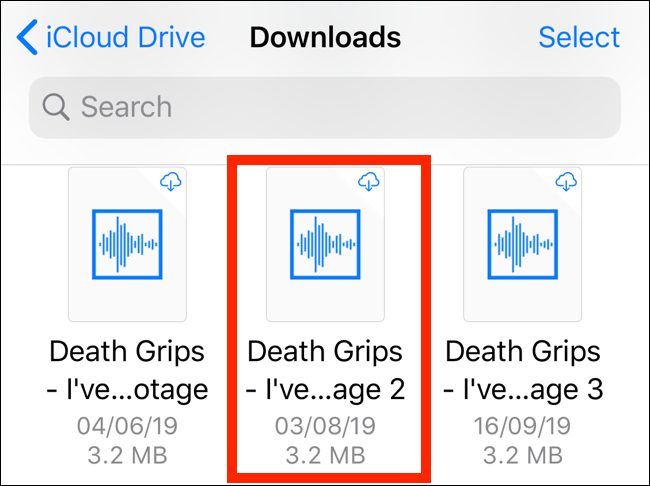 iCloud Drive Downloads Select
Search
Death Grips Death Grips Death Grips
- I've...otage - I've...age 2 - I've...age 3
04/06/19 03/08/19 16/09/19
3.2 MB 3.2 MB 3.2 MB